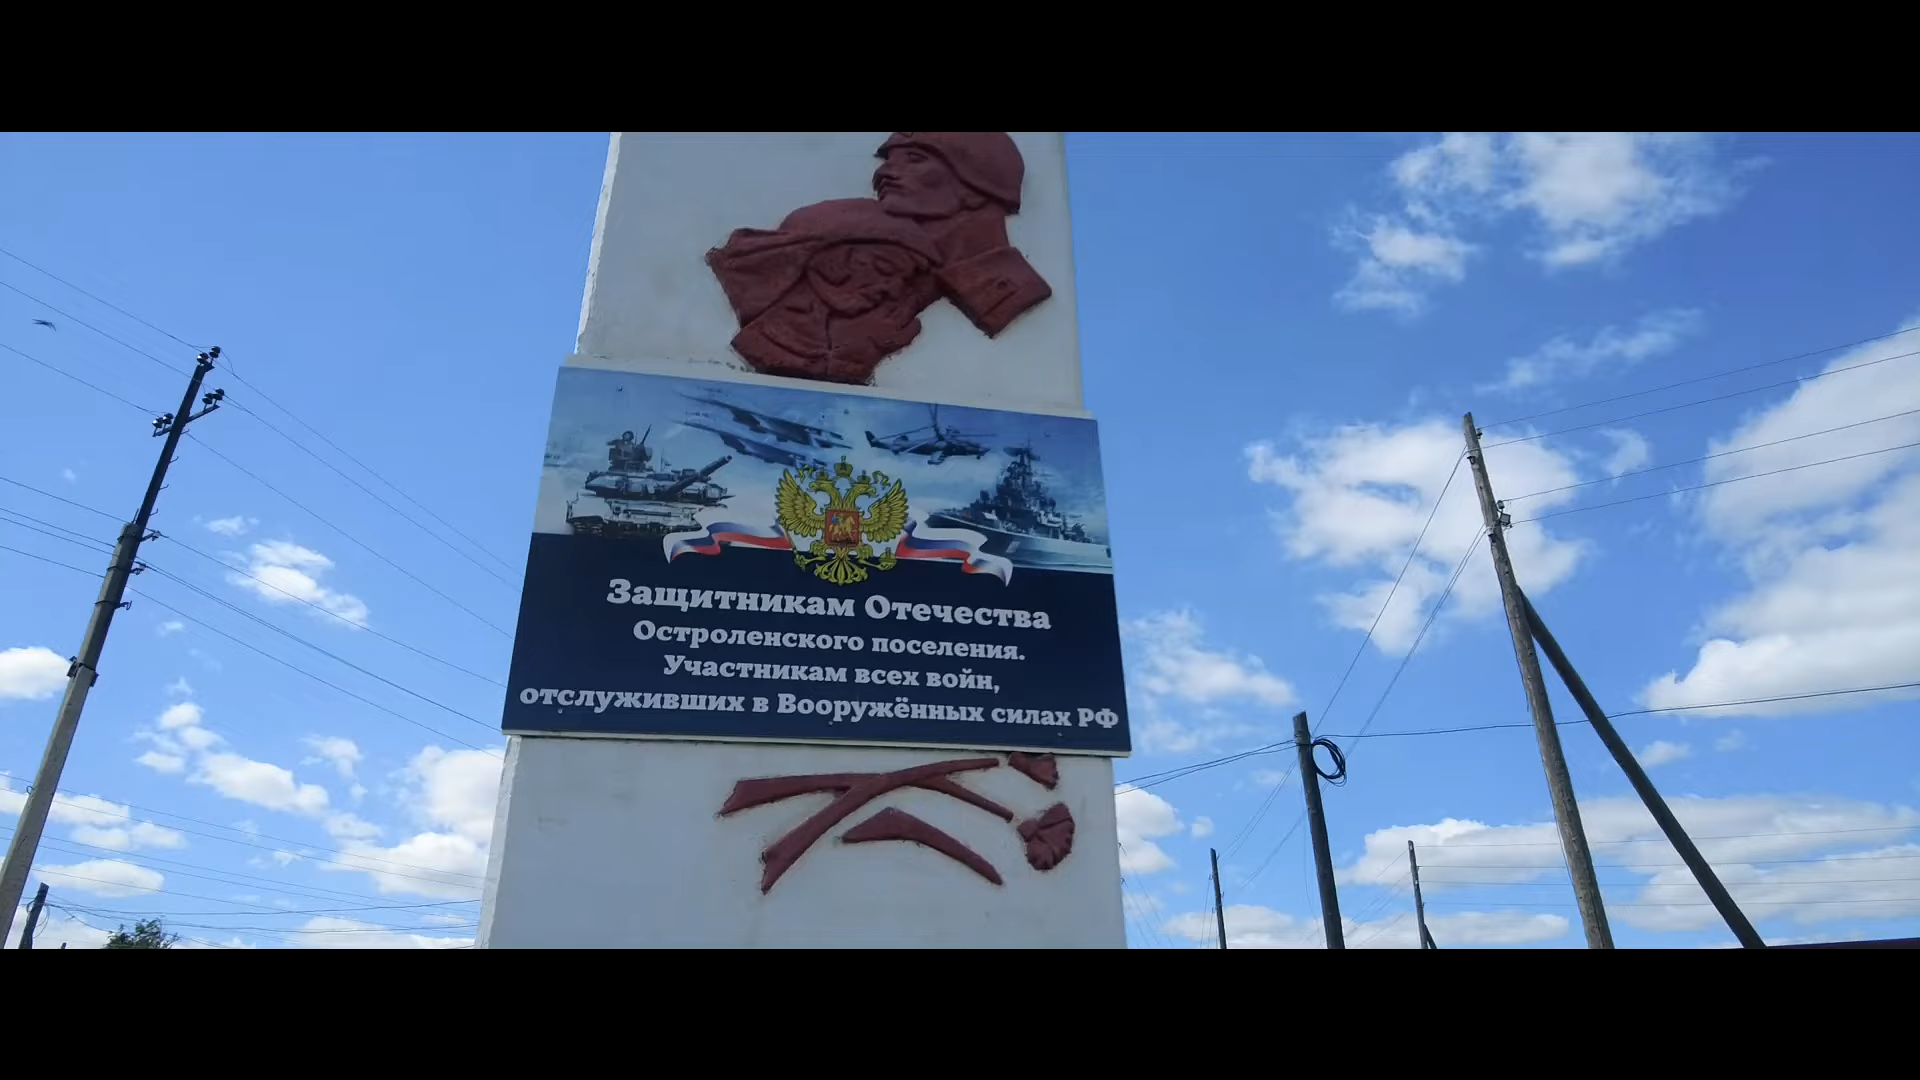 Защитникам Отечества
Остроленского поселения.
Участникам всех войн,
отслуживших в Вооружённых силах РФ